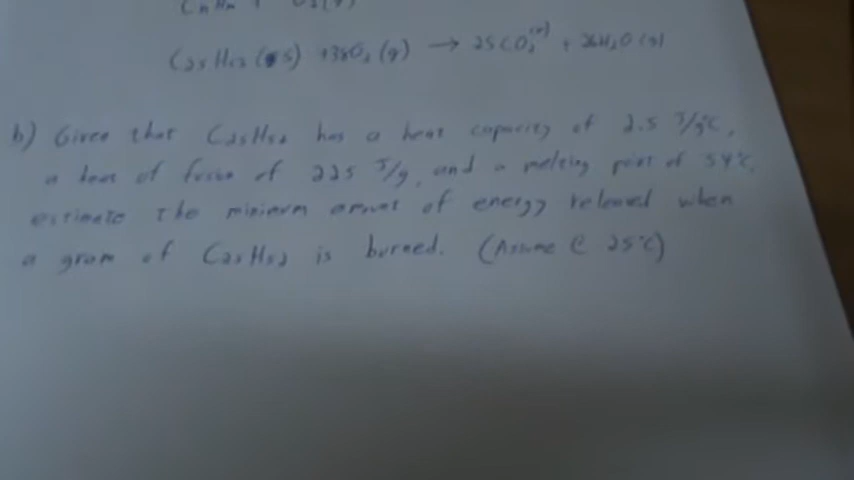 CnHm + O2(g)
C25H52(s) + 38O2(g) → 25CO2(g) + 26H2O(g)
b) Given that C25H52 has a heat capacity of 2.5 J/g°C,
a heat of fusion of 225 J/g, and a melting point of 54°C,
estimate the minimum amount of energy released when
a gram of C25H52 is burned. (Assume @ 25°C)